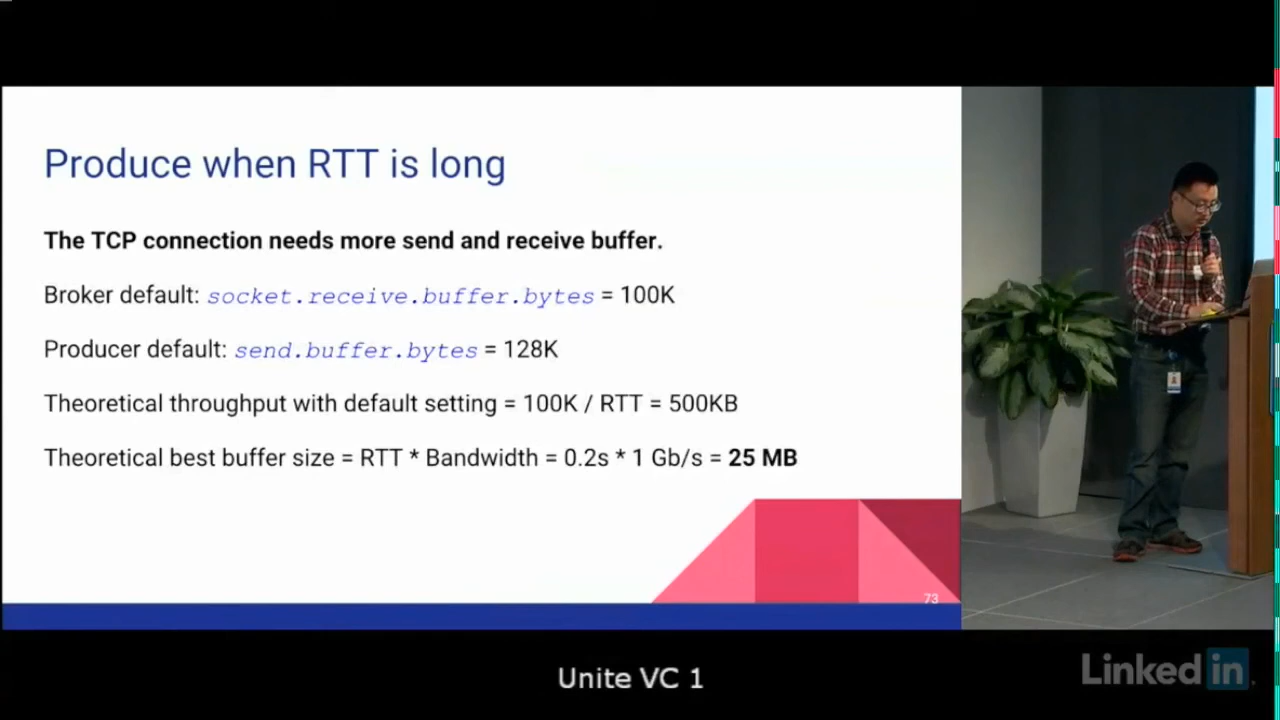 Produce when RTT is long
The TCP connection needs more send and receive buffer.
Broker default: socket.receive.buffer.bytes = 100K
Producer default: send.buffer.bytes = 128K
Theoretical throughput with default setting = 100K / RTT = 500KB
Theoretical best buffer size = RTT * Bandwidth = 0.2s * 1 Gb/s = 25 MB
73
Unite VC 1
Linked in.